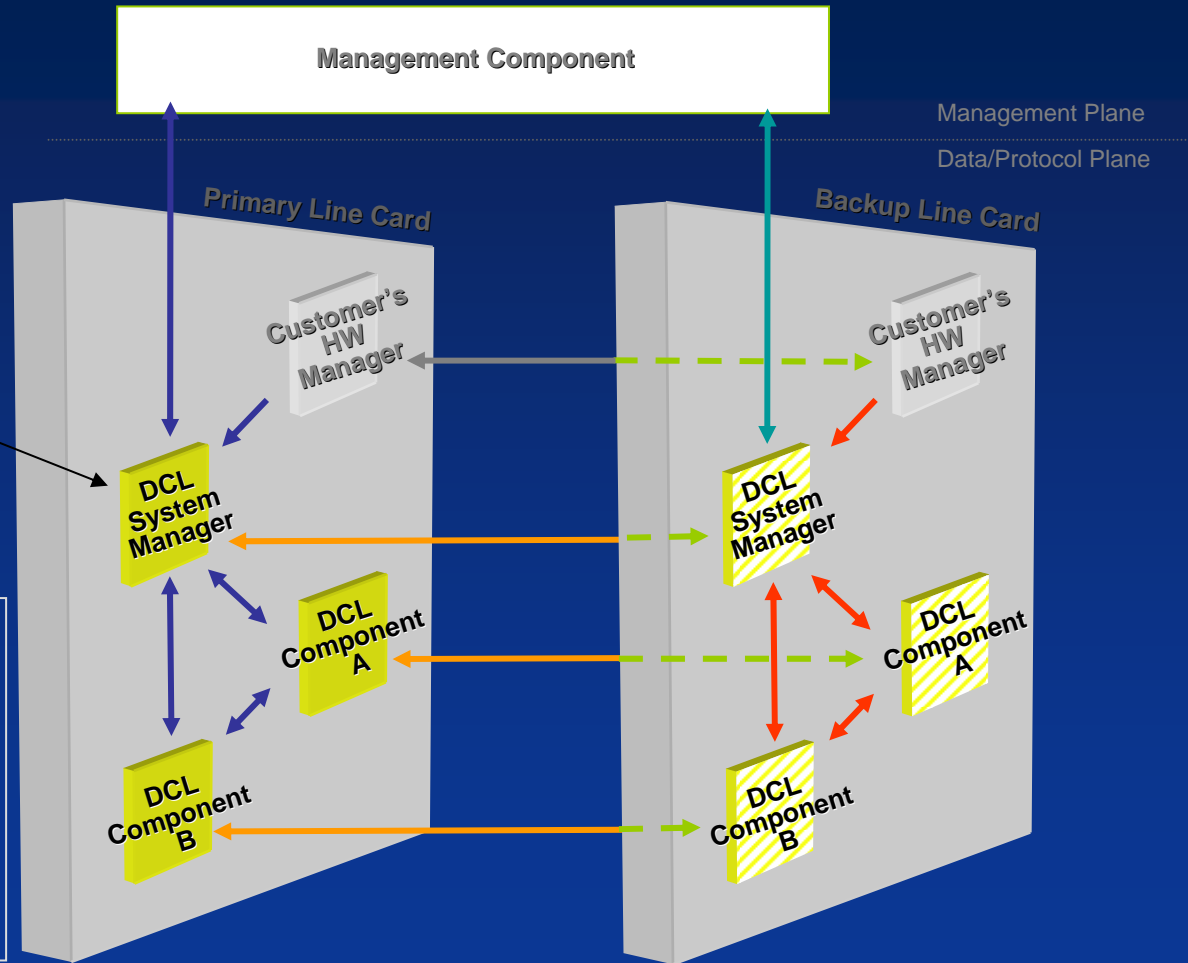 Management Component
Management Plane
Data/Protocol Plane
Primary Line Card
Backup Line Card
Customer's
HW
Manager
Customer's
HW
Manager
DCL
System
Manager
DCL
System
Manager
DCL
Component
A
DCL
Component
A
DCL
Component
B
DCL
Component
B